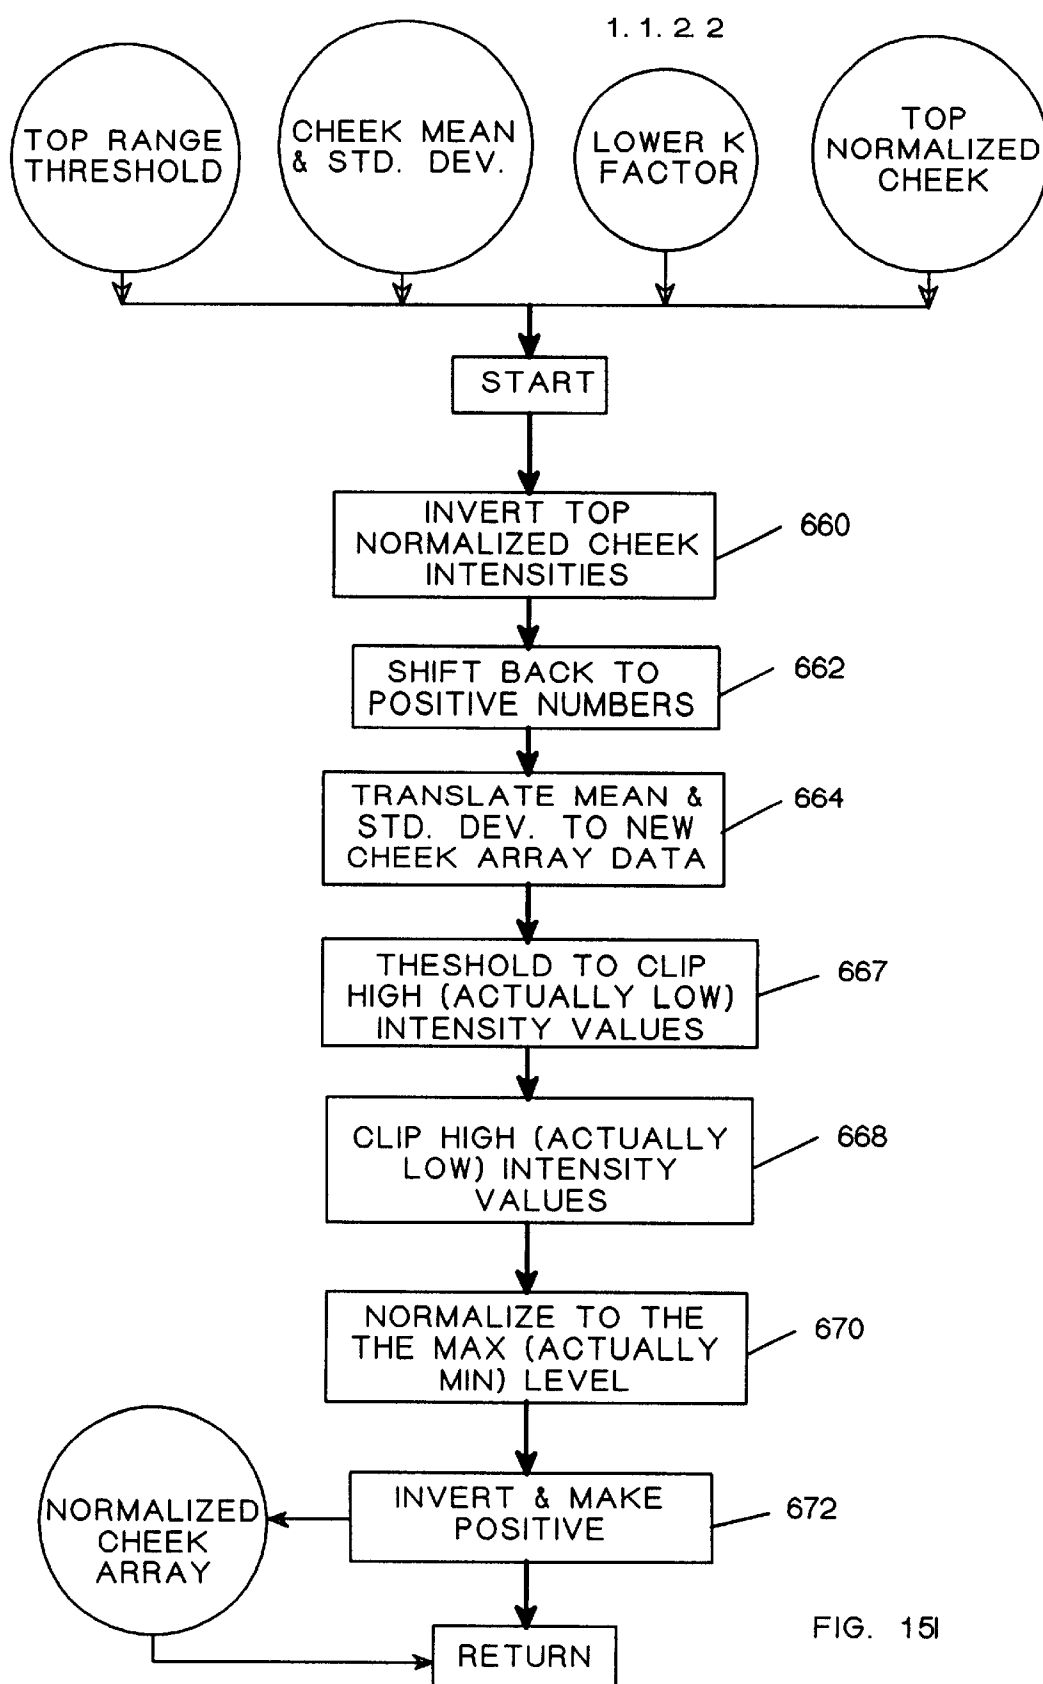 1. 1. 2 2
TOP RANGE
THRESHOLD
CHEEK MEAN
& STD. DEV.
LOWER K
FACTOR
TOP
NORMALIZED
CHEEK
START
INVERT TOP
NORMALIZED CHEEK
INTENSITIES
660
SHIFT BACK TO
POSITIVE NUMBERS
662
TRANSLATE MEAN &
STD. DEV. TO NEW
CHEEK ARRAY DATA
664
THESHOLD TO CLIP
HIGH (ACTUALLY LOW)
INTENSITY VALUES
667
CLIP HIGH (ACTUALLY
LOW) INTENSITY
VALUES
668
NORMALIZE TO THE
THE MAX (ACTUALLY
MIN) LEVEL
670
INVERT & MAKE
POSITIVE
672
NORMALIZED
CHEEK
ARRAY
RETURN
FIG. 15I